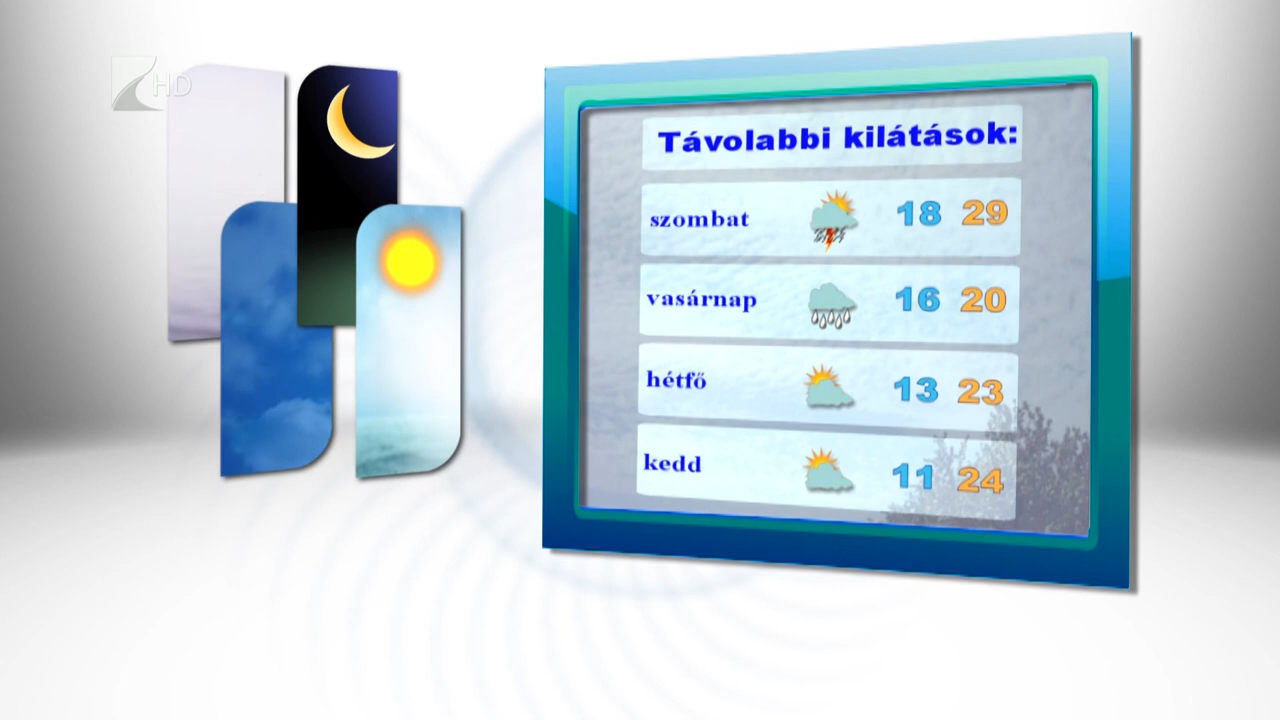 HD
Távolabbi kilátások:
szombat 18 29
vasárnap 16 20
hétfő 13 23
kedd 11 24